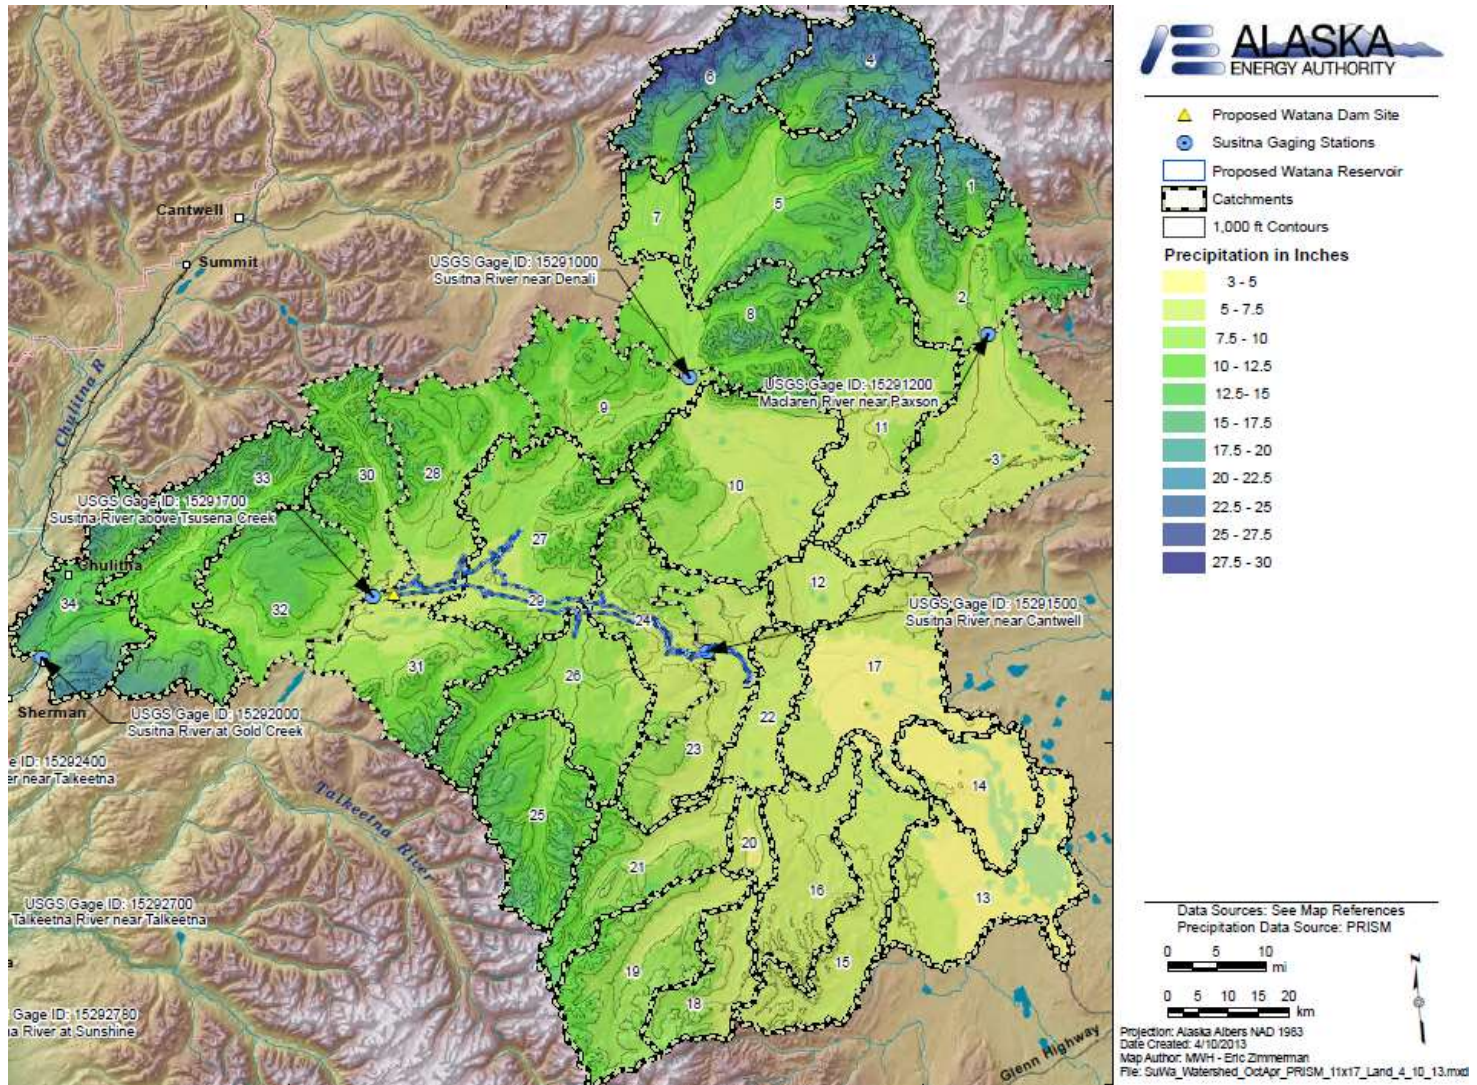 ALASKA
ENERGY AUTHORITY
Proposed Watana Dam Site
Susitna Gaging Stations
Proposed Watana Reservoir
Catchments
1,000 ft Contours
Precipitation in Inches
3 - 5
5 - 7.5
7.5 - 10
10 - 12.5
12.5- 15
15 - 17.5
17.5 - 20
20 - 22.5
22.5 - 25
25 - 27.5
27.5 - 30
6
4
1
5
7
Cantwell
Summit
USGS Gage ID: 15291000
Susitna River near Denali
2
8
Chulitna R
USGS Gage ID: 15291200
Maclaren River near Paxson
9
11
3
33
30
28
10
USGS Gage ID: 15291700
Susitna River above Tsusena Creek
27
Chulitna
12
34
32
29
24
USGS Gage ID: 15291500
Susitna River near Cantwell
31
26
17
Sherman
USGS Gage ID: 15292000
Susitna River at Gold Creek
22
23
e ID: 15292400
er near Talkeetna
14
Talkeetna River
25
20
21
16
13
USGS Gage ID: 15292700
Talkeetna River near Talkeetna
a
19
15
18
Gage ID: 15292780
na River at Sunshine
Glenn Highway
Data Sources: See Map References
Precipitation Data Source: PRISM
0 5 10
mi
0 5 10 15 20
km
N
Projection: Alaska Albers NAD 1983
Date Created: 4/10/2013
Map Author: MWH - Eric Zimmerman
File: SuWa_Watershed_OctApr_PRISM_11x17_Land_4_10_13.mxd